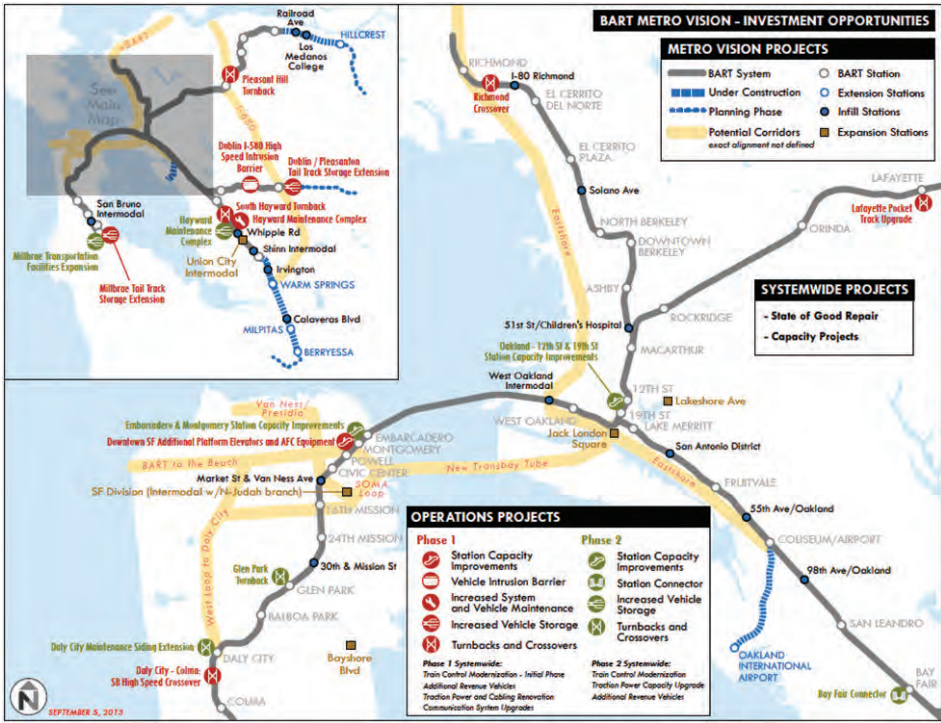 BART METRO VISION – INVESTMENT OPPORTUNITIES
METRO VISION PROJECTS
BART System
Under Construction
Planning Phase
Potential Corridors
exact alignment not defined
BART Station
Extension Stations
Infill Stations
Expansion Stations
See
Main
Map
Railroad
Ave
Los
Medanos
College
HILLCREST
Pleasant Hill
Turnback
I-680
Dublin I-580 High
Speed Intrusion
Barrier
Dublin / Pleasanton
Tail Track Storage Extension
South Hayward Turnback
Hayward Maintenance Complex
Hayward
Maintenance
Complex
Whipple Rd
Shinn Intermodal
Union City
Intermodal
Irvington
WARM SPRINGS
Calaveras Blvd
MILPITAS
BERRYESSA
San Bruno
Intermodal
Millbrae Transportation
Facilities Expansion
Millbrae Tail Track
Storage Extension
RICHMOND
Richmond
Crossover
I-80 Richmond
EL CERRITO
DEL NORTE
EL CERRITO
PLAZA
Solano Ave
NORTH BERKELEY
DOWNTOWN
BERKELEY
ASHBY
Eastshore
LAFAYETTE
Lafayette Pocket
Track Upgrade
ORINDA
ROCKRIDGE
51st St/Children's Hospital
MACARTHUR
Oakland - 12th St & 19th St
Station Capacity Improvements
SYSTEMWIDE PROJECTS
- State of Good Repair
- Capacity Projects
West Oakland
Intermodal
12TH ST
19TH ST
Lakeshore Ave
WEST OAKLAND
LAKE MERRITT
Jack London
Square
San Antonio District
Eastshore
FRUITVALE
55th Ave/Oakland
COLISEUM/AIRPORT
98th Ave/Oakland
SAN LEANDRO
OAKLAND
INTERNATIONAL
AIRPORT
BAY
FAIR
Bay Fair Connector
Van Ness/
Presidio
Embarcadero & Montgomery Station Capacity Improvements
Downtown SF Additional Platform Elevators and AFC Equipment
EMBARCADERO
MONTGOMERY
POWELL
CIVIC CENTER
BART to the Beach
New Transbay Tube
Market St & Van Ness Ave
SOMA
Loop
SF Division (Intermodal w/N-Judah branch)
16TH MISSION
24TH MISSION
30th & Mission St
West Loop to Daly City
Glen Park
Turnback
GLEN PARK
BALBOA PARK
Daly City Maintenance Siding Extension
DALY CITY
Bayshore
Blvd
Daly City - Colma:
SB High Speed Crossover
COLMA
OPERATIONS PROJECTS
Phase 1
Station Capacity
Improvements
Vehicle Intrusion Barrier
Increased System
and Vehicle Maintenance
Increased Vehicle Storage
Turnbacks and Crossovers
Phase 1 Systemwide:
Train Control Modernization - Initial Phase
Additional Revenue Vehicles
Traction Power and Cabling Renovation
Communication System Upgrades
Phase 2
Station Capacity
Improvements
Station Connector
Increased Vehicle
Storage
Turnbacks and
Crossovers
Phase 2 Systemwide:
Train Control Modernization
Traction Power Capacity Upgrade
Additional Revenue Vehicles
N
SEPTEMBER 5, 2013